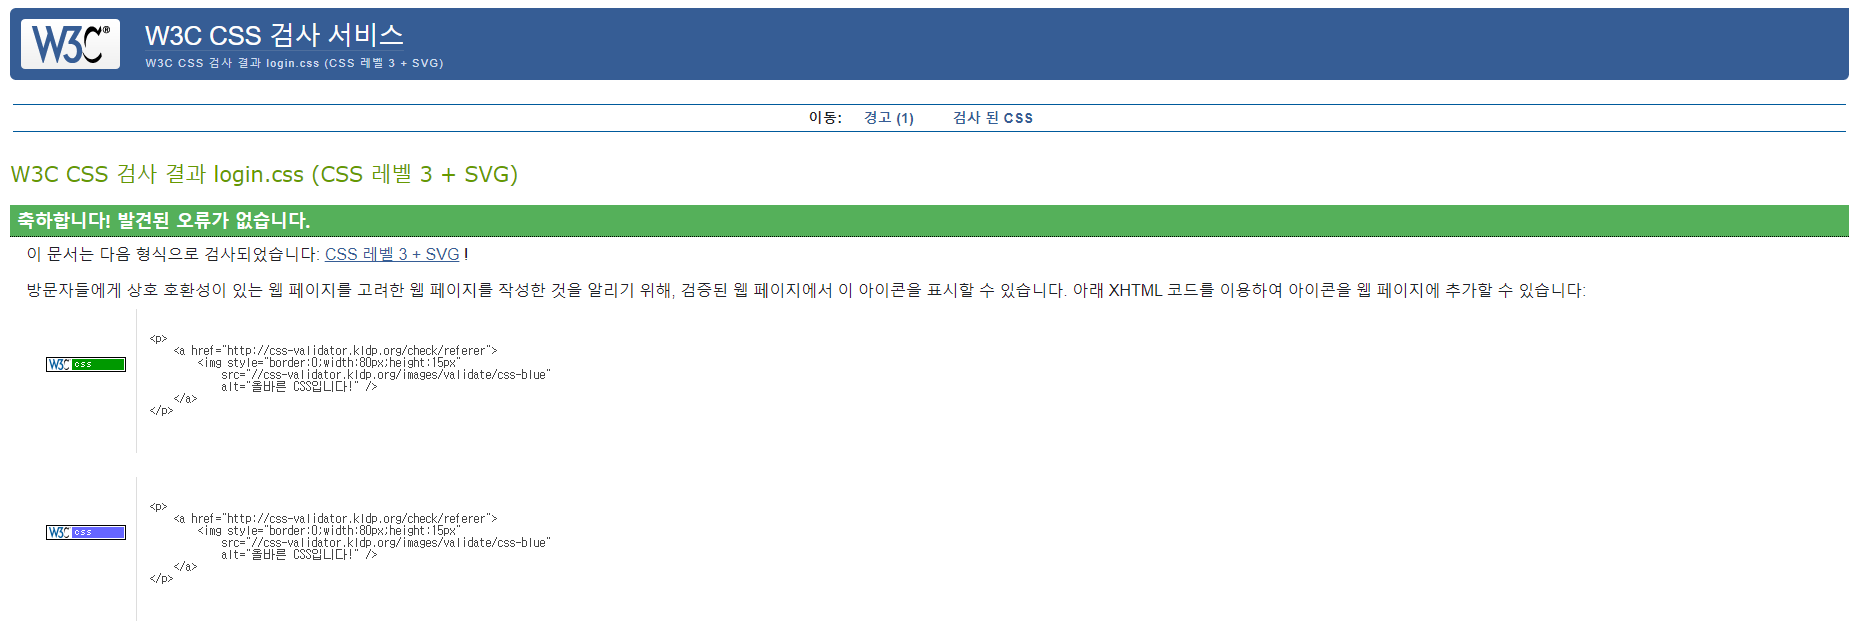 W3C®
W3C CSS 검사 서비스
W3C CSS 검사 결과 login.css (CSS 레벨 3 + SVG)
이동: 경고 (1) 검사 된 CSS
W3C CSS 검사 결과 login.css (CSS 레벨 3 + SVG)
축하합니다! 발견된 오류가 없습니다.
이 문서는 다음 형식으로 검사되었습니다: CSS 레벨 3 + SVG !
방문자들에게 상호 호환성이 있는 웹 페이지를 고려한 웹 페이지를 작성한 것을 알리기 위해, 검증된 웹 페이지에서 이 아이콘을 표시할 수 있습니다. 아래 XHTML 코드를 이용하여 아이콘을 웹 페이지에 추가할 수 있습니다:
W3C css
<p>
<a href="http://css-validator.kldp.org/check/referer">
<img style="border:0;width:80px;height:15px"
src="//css-validator.kldp.org/images/validate/css-blue"
alt="올바른 CSS입니다!" />
</a>
</p>
W3C css
<p>
<a href="http://css-validator.kldp.org/check/referer">
<img style="border:0;width:80px;height:15px"
src="//css-validator.kldp.org/images/validate/css-blue"
alt="올바른 CSS입니다!" />
</a>
</p>